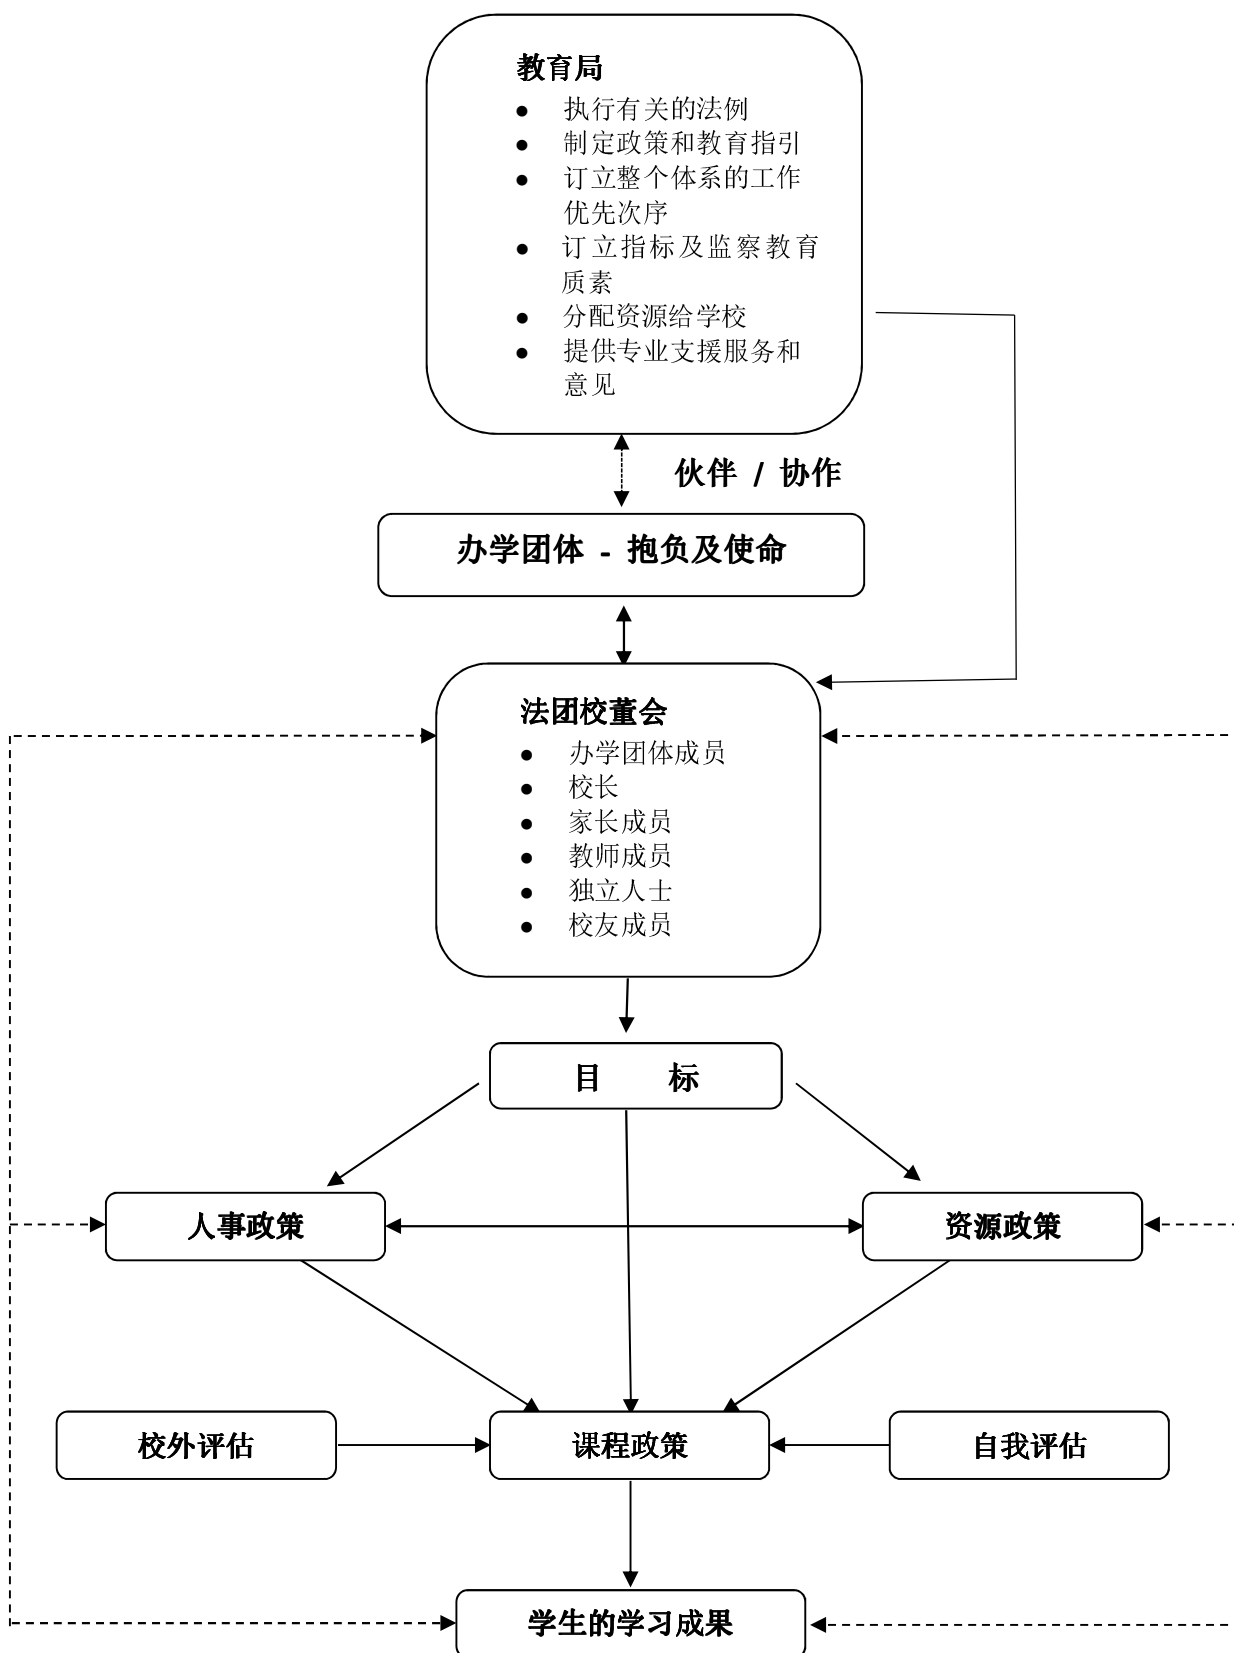 教育局
● 执行有关的法例
● 制定政策和教育指引
● 订立整个体系的工作
优先次序
● 订立指标及监察教育
质素
● 分配资源给学校
● 提供专业支援服务和
意见
伙伴 / 协作
办学团体 - 抱负及使命
法团校董会
● 办学团体成员
● 校长
● 家长成员
● 教师成员
● 独立人士
● 校友成员
目 标
人事政策
资源政策
校外评估
课程政策
自我评估
学生的学习成果